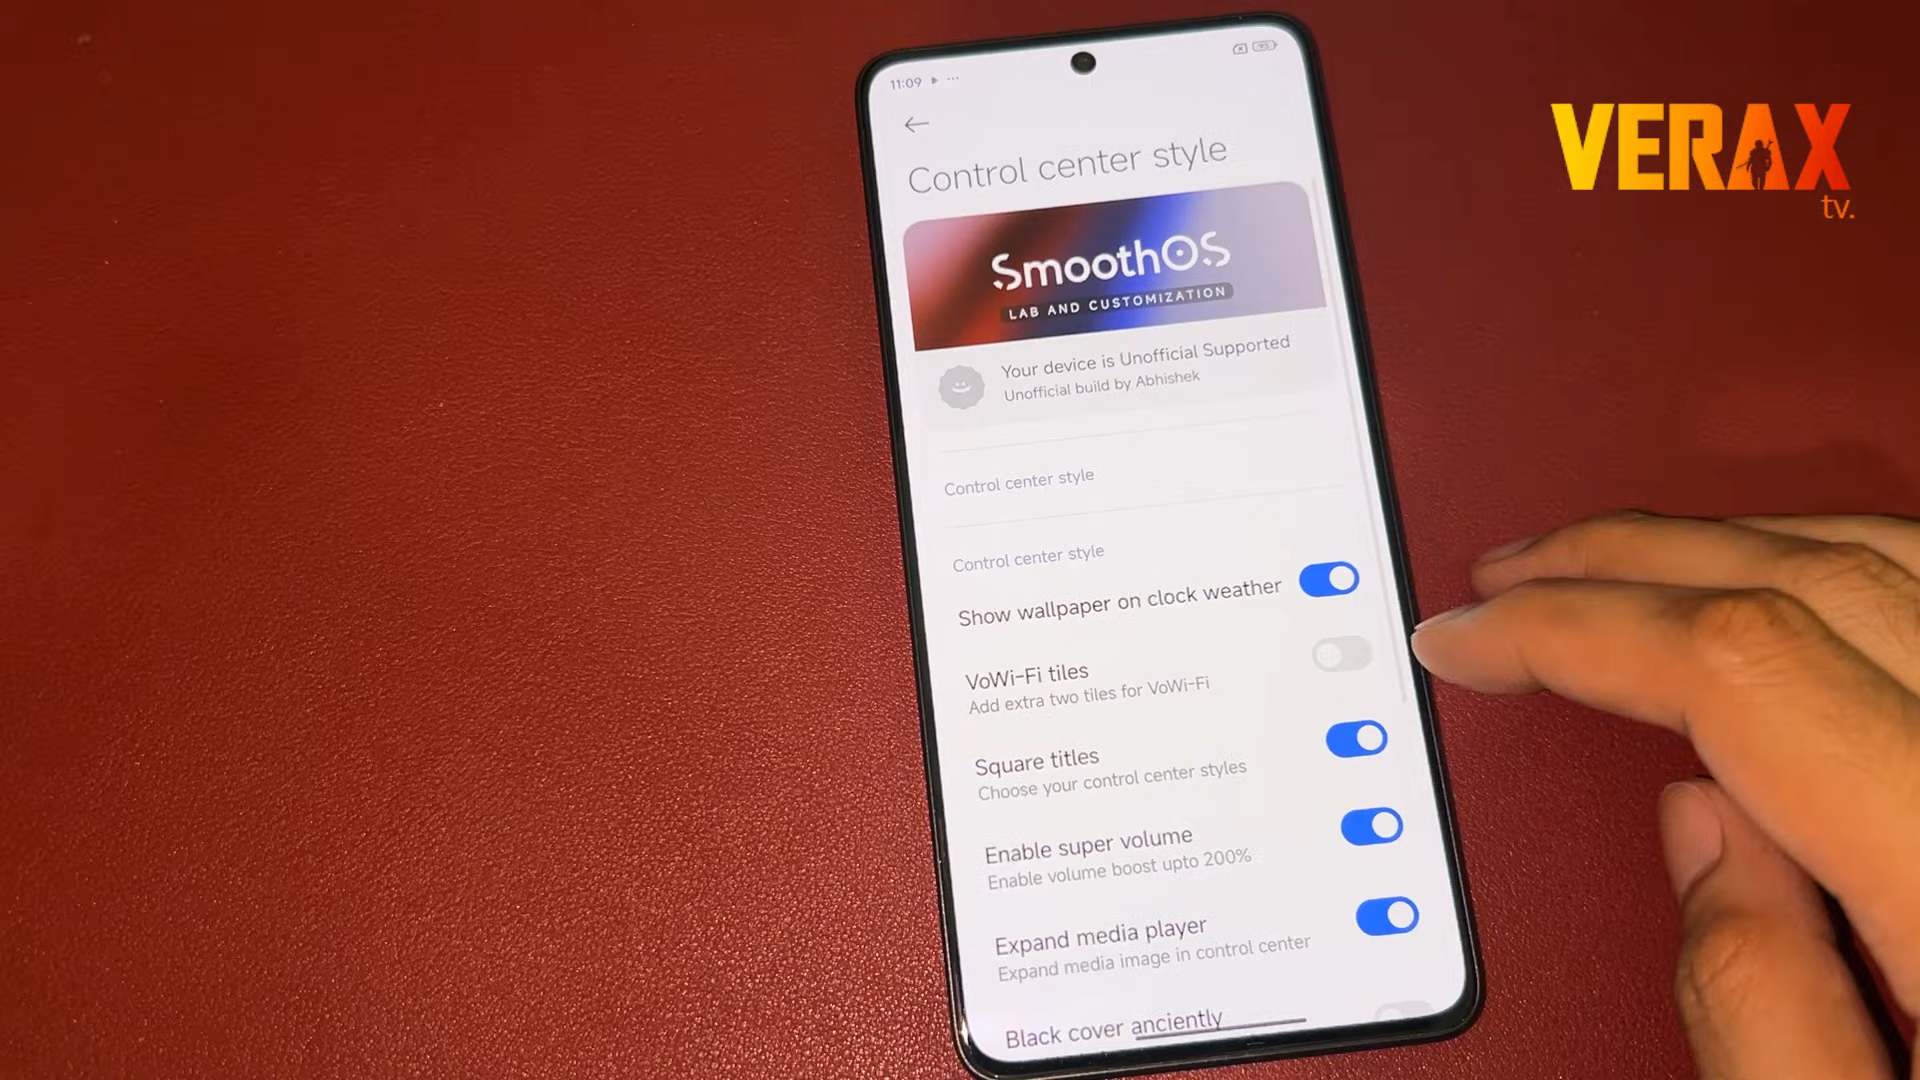 11:09
95
VERAX
tv.
Control center style
SmoothOS
LAB AND CUSTOMIZATION
Your device is Unofficial Supported
Unofficial build by Abhishek
Control center style
Control center style
Show wallpaper on clock weather
VoWi-Fi tiles
Add extra two tiles for VoWi-Fi
Square titles
Choose your control center styles
Enable super volume
Enable volume boost upto 200%
Expand media player
Expand media image in control center
Black cover anciently